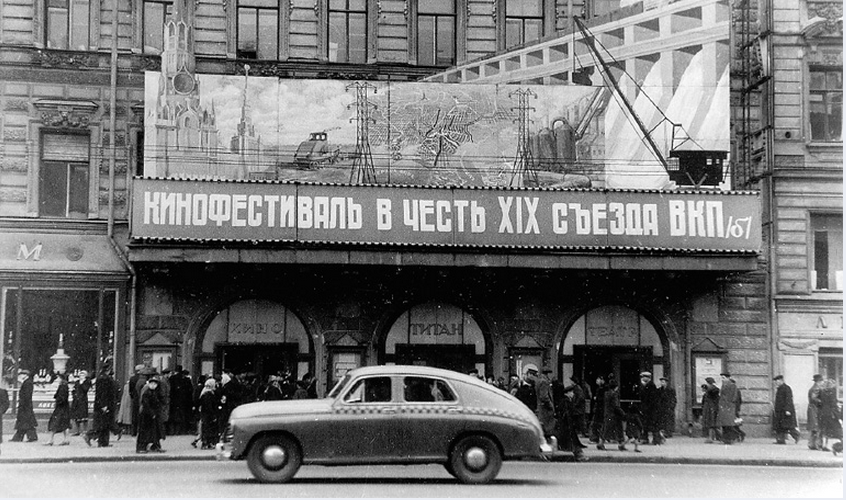 КИНОФЕСТИВАЛЬ В ЧЕСТЬ XIX СЪЕЗДА ВКП/б/
М
КИНО ТИТАН ТЕАТР